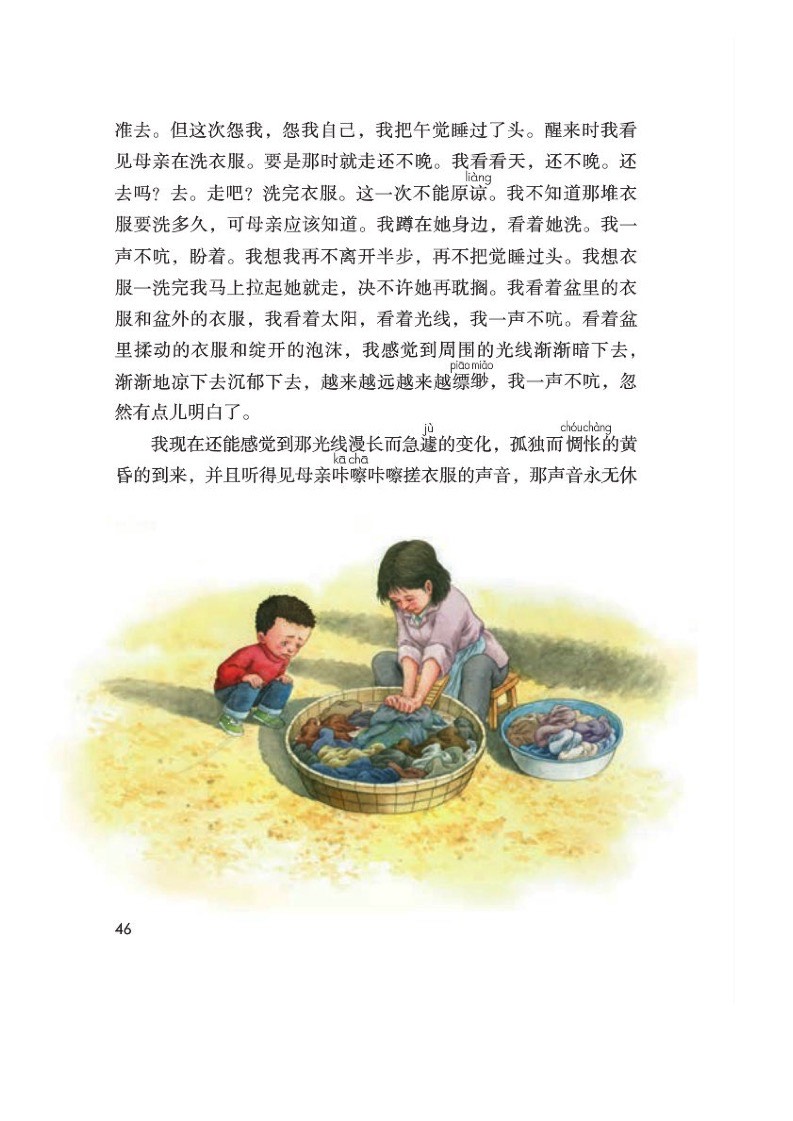 准去。但这次怨我，怨我自己，我把午觉睡过了头。醒来时我看
见母亲在洗衣服。要是那时就走还不晚。我看看天，还不晚。还
liàng
去吗？去。走吧？洗完衣服。这一次不能原谅。我不知道那堆衣
服要洗多久，可母亲应该知道。我蹲在她身边，看着她洗。我一
声不吭，盼着。我想我再不离开半步，再不把觉睡过头。我想衣
服一洗完我马上拉起她就走，决不许她再耽搁。我看着盆里的衣
服和盆外的衣服，我看着太阳，看着光线，我一声不吭。看着盆
里揉动的衣服和绽开的泡沫，我感觉到周围的光线渐渐暗下去，
piāo miǎo
渐渐地凉下去沉郁下去，越来越远越来越缥缈，我一声不吭，忽
然有点儿明白了。
jù chóu chàng
我现在还能感觉到那光线漫长而急遽的变化，孤独而惆怅的黄
kā chā
昏的到来，并且听得见母亲咔嚓咔嚓搓衣服的声音，那声音永无休
46